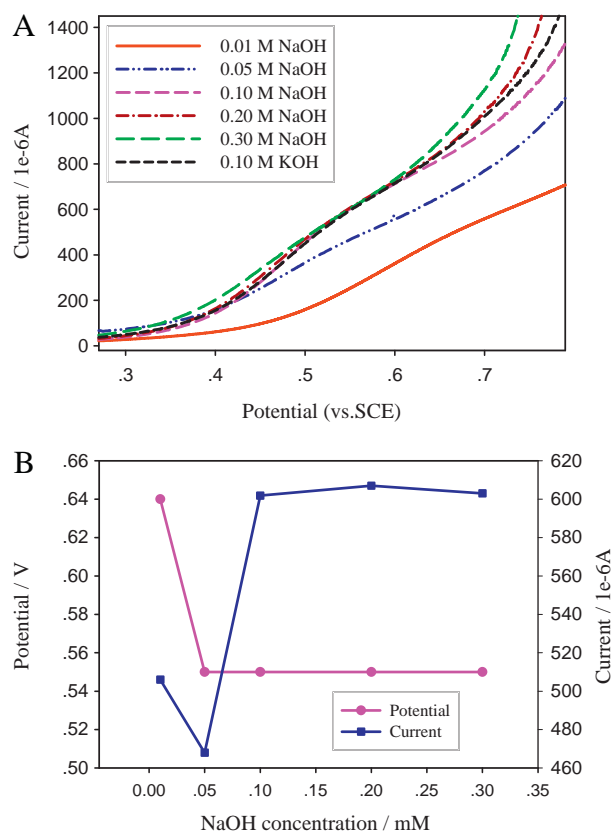 A
1400
1200
1000
800
600
400
200
0
Current / 1e-6A
0.01 M NaOH
0.05 M NaOH
0.10 M NaOH
0.20 M NaOH
0.30 M NaOH
0.10 M KOH
.3 .4 .5 .6 .7
Potential (vs.SCE)
B
.66
.64
.62
.60
.58
.56
.54
.52
.50
Potential / V
620
600
580
560
540
520
500
480
460
Current / 1e-6A
Potential
Current
0.00 .05 .10 .15 .20 .25 .30 .35
NaOH concentration / mM